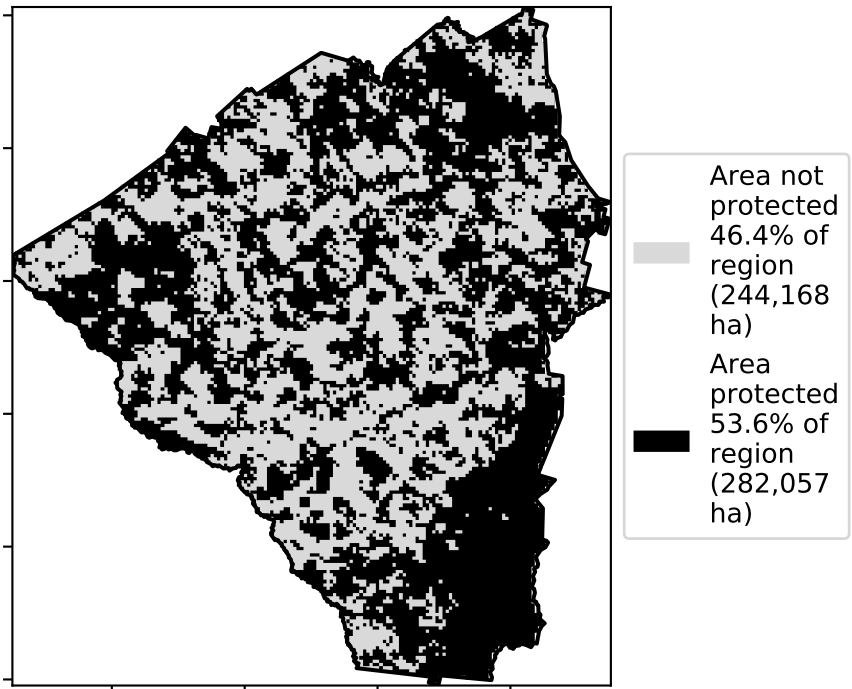 Area not
protected
46.4% of
region
(244,168
ha)
Area
protected
53.6% of
region
(282,057
ha)